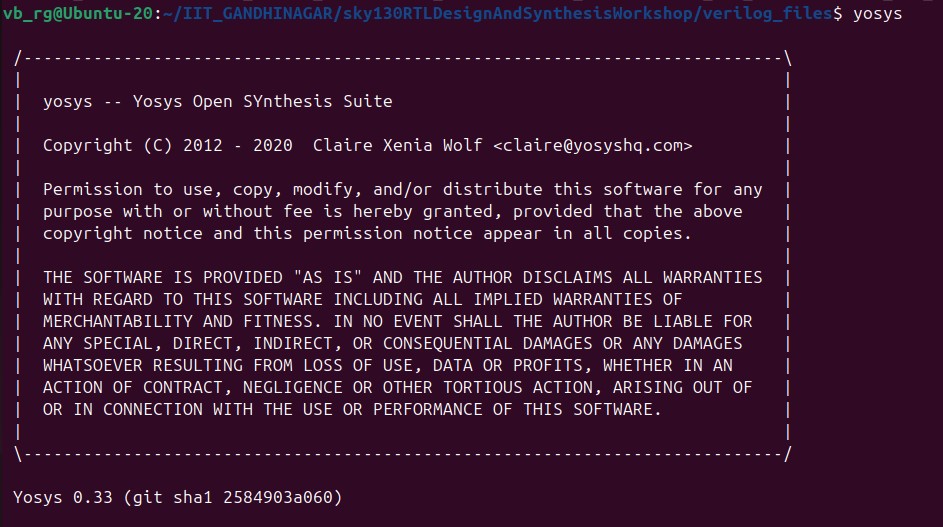 vb_rg@Ubuntu-20:~/IIT_GANDHINAGAR/sky130RTLDesignAndSynthesisWorkshop/verilog_files$ yosys
/----------------------------------------------------------------------------\
|                                                                            |
|  yosys -- Yosys Open SYnthesis Suite                                       |
|                                                                            |
|  Copyright (C) 2012 - 2020  Claire Xenia Wolf <claire@yosyshq.com>         |
|                                                                            |
|  Permission to use, copy, modify, and/or distribute this software for any  |
|  purpose with or without fee is hereby granted, provided that the above    |
|  copyright notice and this permission notice appear in all copies.         |
|                                                                            |
|  THE SOFTWARE IS PROVIDED "AS IS" AND THE AUTHOR DISCLAIMS ALL WARRANTIES  |
|  WITH REGARD TO THIS SOFTWARE INCLUDING ALL IMPLIED WARRANTIES OF          |
|  MERCHANTABILITY AND FITNESS. IN NO EVENT SHALL THE AUTHOR BE LIABLE FOR   |
|  ANY SPECIAL, DIRECT, INDIRECT, OR CONSEQUENTIAL DAMAGES OR ANY DAMAGES    |
|  WHATSOEVER RESULTING FROM LOSS OF USE, DATA OR PROFITS, WHETHER IN AN     |
|  ACTION OF CONTRACT, NEGLIGENCE OR OTHER TORTIOUS ACTION, ARISING OUT OF   |
|  OR IN CONNECTION WITH THE USE OR PERFORMANCE OF THIS SOFTWARE.            |
|                                                                            |
\----------------------------------------------------------------------------/
Yosys 0.33 (git sha1 2584903a060)